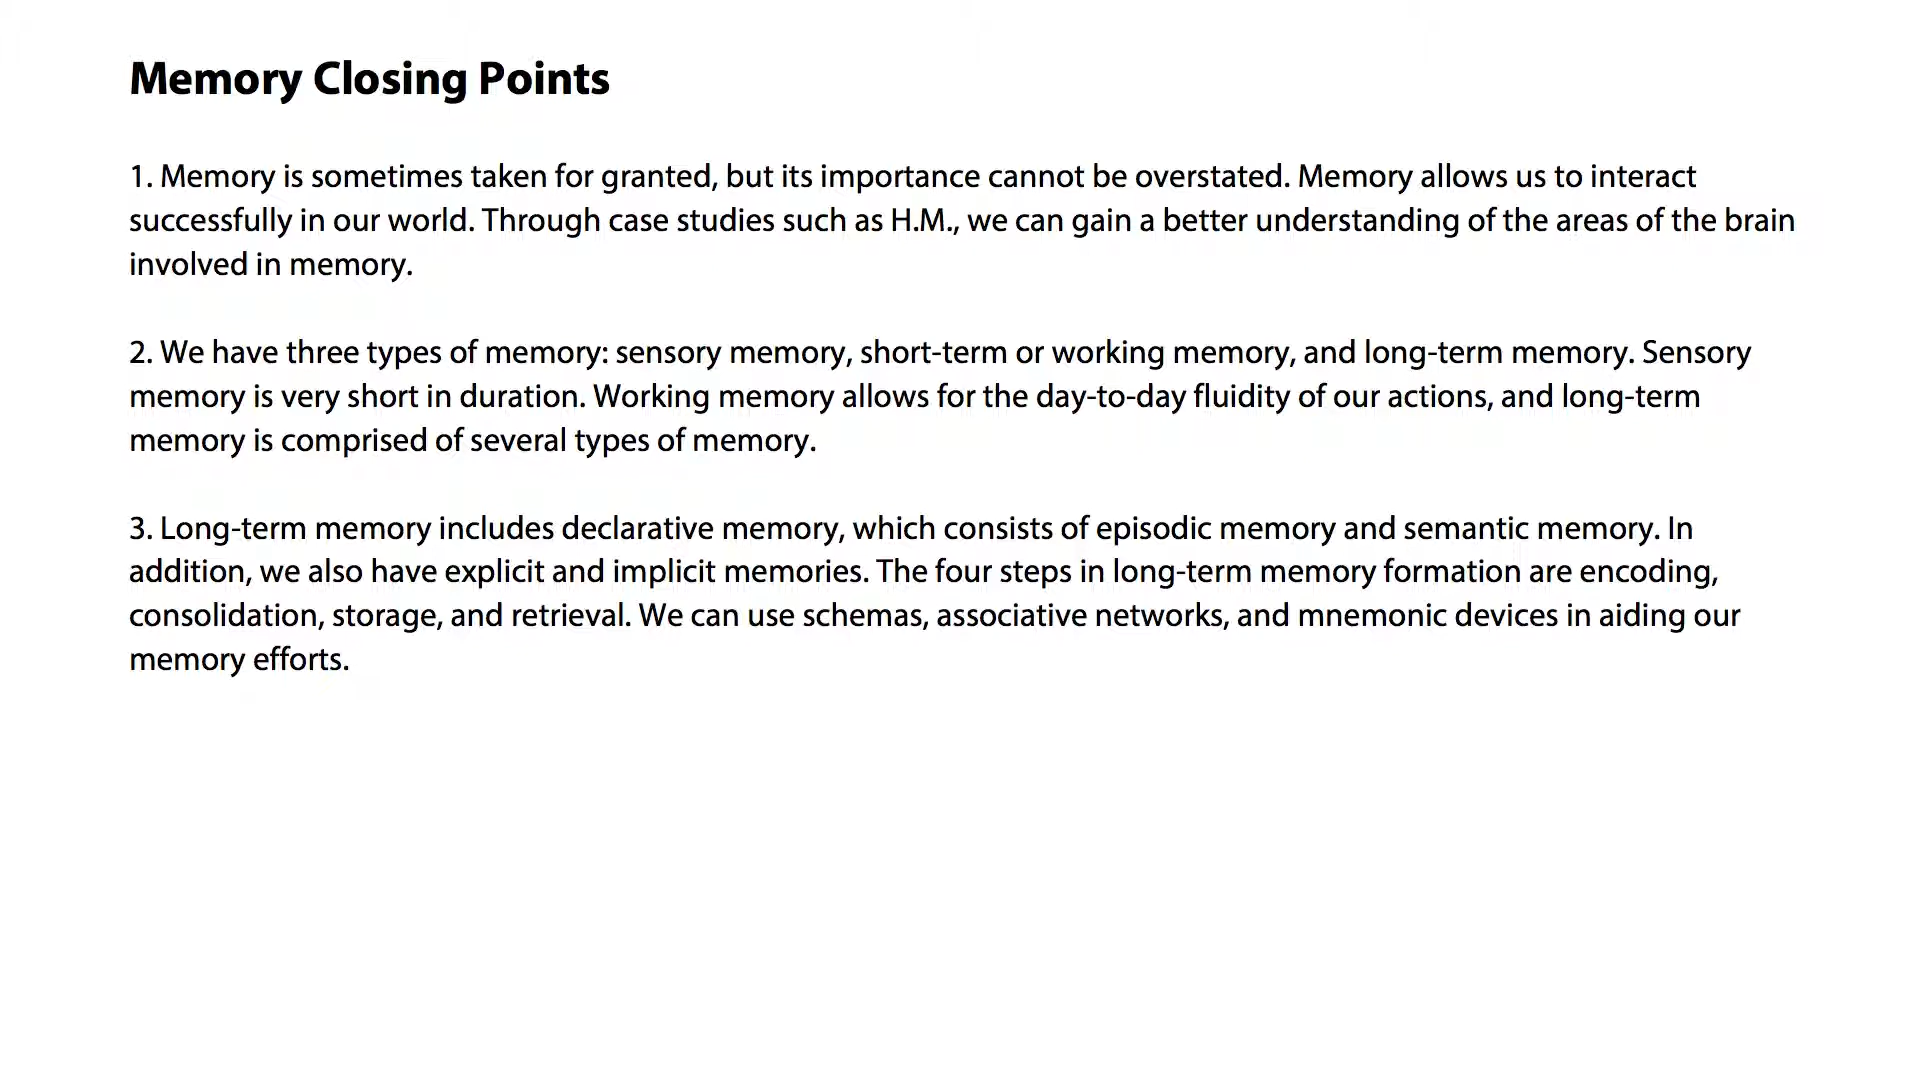 Memory Closing Points
1. Memory is sometimes taken for granted, but its importance cannot be overstated. Memory allows us to interact
successfully in our world. Through case studies such as H.M., we can gain a better understanding of the areas of the brain
involved in memory.
2. We have three types of memory: sensory memory, short-term or working memory, and long-term memory. Sensory
memory is very short in duration. Working memory allows for the day-to-day fluidity of our actions, and long-term
memory is comprised of several types of memory.
3. Long-term memory includes declarative memory, which consists of episodic memory and semantic memory. In
addition, we also have explicit and implicit memories. The four steps in long-term memory formation are encoding,
consolidation, storage, and retrieval. We can use schemas, associative networks, and mnemonic devices in aiding our
memory efforts.